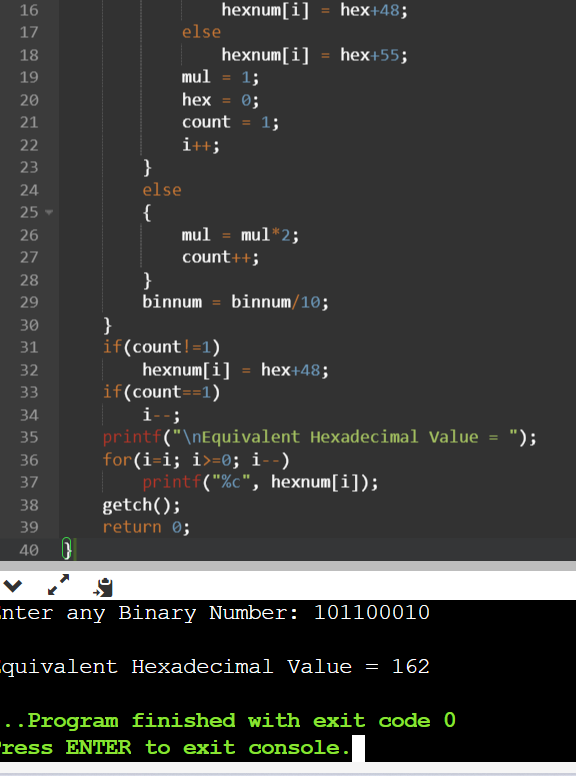 16 hexnum[i] = hex+48;
17 else
18 hexnum[i] = hex+55;
19 mul = 1;
20 hex = 0;
21 count = 1;
22 i++;
23 }
24 else
25 {
26 mul = mul*2;
27 count++;
28 }
29 binnum = binnum/10;
30 }
31 if(count!=1)
32 hexnum[i] = hex+48;
33 if(count==1)
34 i--;
35 printf("\nEquivalent Hexadecimal Value = ");
36 for(i=i; i>=0; i--)
37 printf("%c", hexnum[i]);
38 getch();
39 return 0;
40 }
nter any Binary Number: 101100010
quivalent Hexadecimal Value = 162
..Program finished with exit code 0
ress ENTER to exit console.